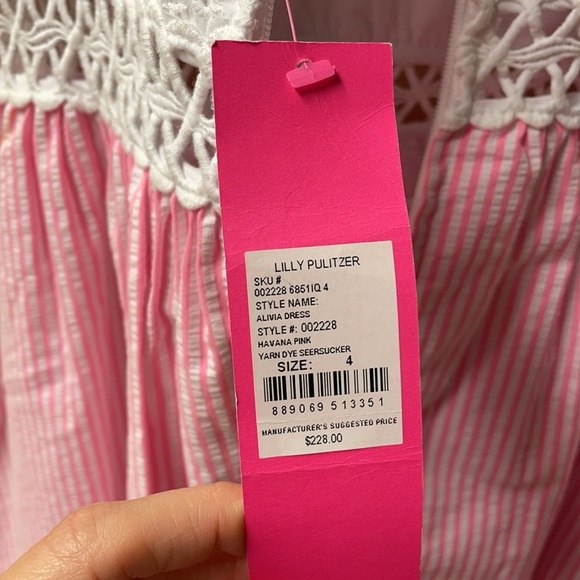 LILLY PULITZER
SKU #
002228 6851IQ 4
STYLE NAME:
ALIVIA DRESS
STYLE #: 002228
HAVANA PINK
YARN DYE SEERSUCKER
SIZE: 4
889069 513351
MANUFACTURER'S SUGGESTED PRICE
$228.00